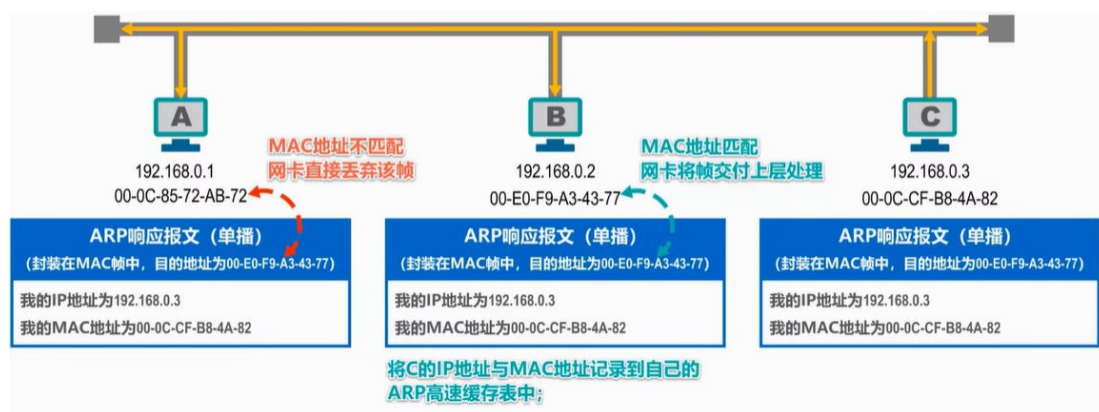 A
B
C
MAC地址不匹配
网卡直接丢弃该帧
MAC地址匹配
网卡将帧交付上层处理
192.168.0.1
00-0C-85-72-AB-72
192.168.0.2
00-E0-F9-A3-43-77
192.168.0.3
00-0C-CF-B8-4A-82
ARP响应报文（单播）
（封装在MAC帧中，目的地址为00-E0-F9-A3-43-77）
我的IP地址为192.168.0.3
我的MAC地址为00-0C-CF-B8-4A-82
ARP响应报文（单播）
（封装在MAC帧中，目的地址为00-E0-F9-A3-43-77）
我的IP地址为192.168.0.3
我的MAC地址为00-0C-CF-B8-4A-82
ARP响应报文（单播）
（封装在MAC帧中，目的地址为00-E0-F9-A3-43-77）
我的IP地址为192.168.0.3
我的MAC地址为00-0C-CF-B8-4A-82
将C的IP地址与MAC地址记录到自己的
ARP高速缓存表中；